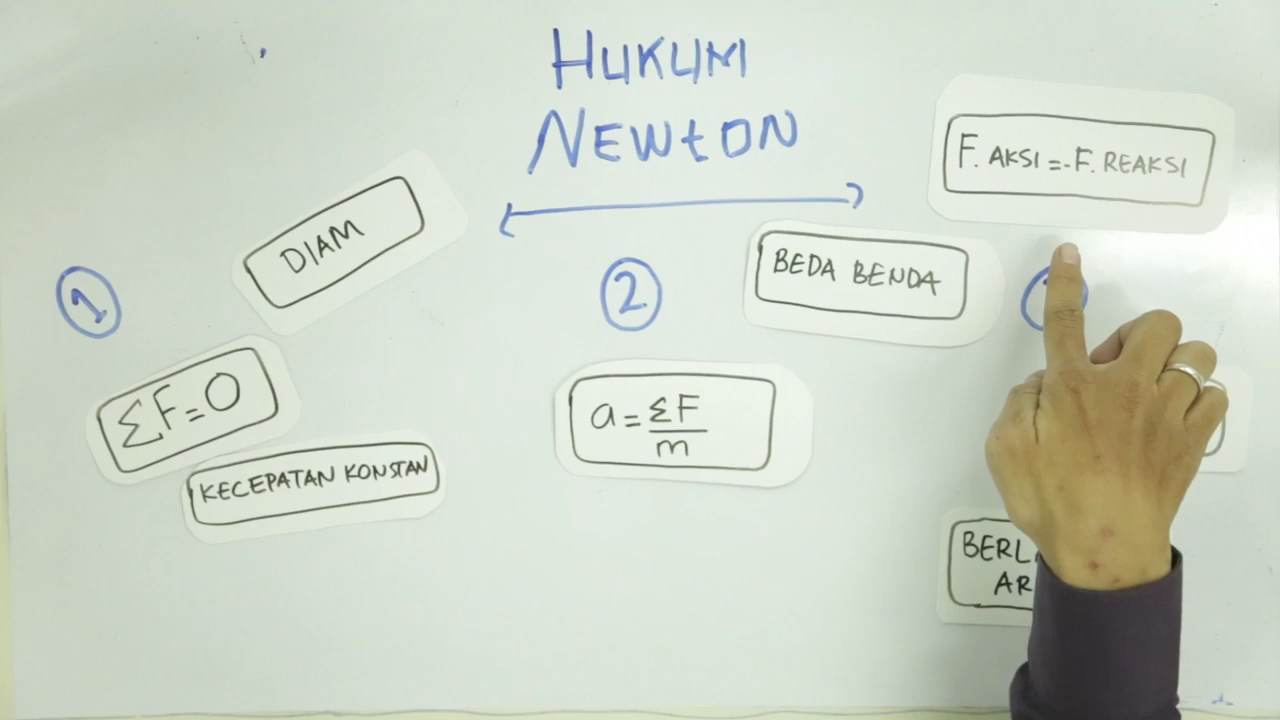 HUKUM
NEWTON
F. AKSI = -F. REAKSI
DIAM
BEDA BENDA
1
2
ΣF=0
a = ΣF
m
KECEPATAN KONSTAN